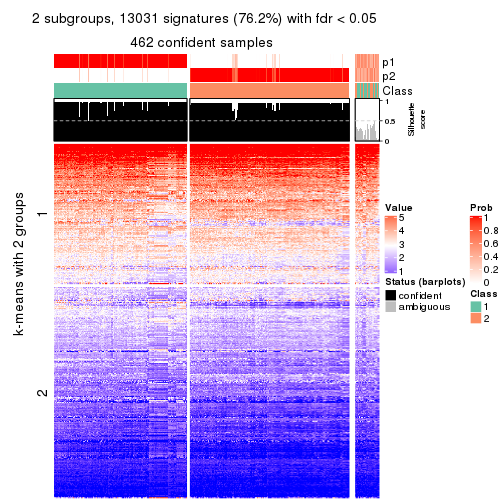 2 subgroups, 13031 signatures (76.2%) with fdr < 0.05
462 confident samples
p1
p2
Class
1
0.5
0
Silhouette
score
k-means with 2 groups
1
2
Value
5
4
3
2
1
Status (barplots)
confident
ambiguous
Prob
1
0.8
0.6
0.4
0.2
0
Class
1
2